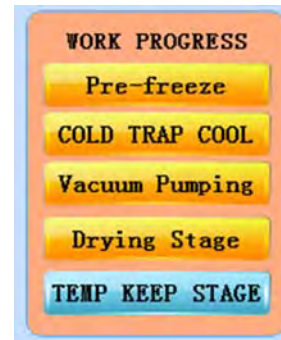 WORK PROGRESS
Pre-freeze
COLD TRAP COOL
Vacuum Pumping
Drying Stage
TEMP KEEP STAGE